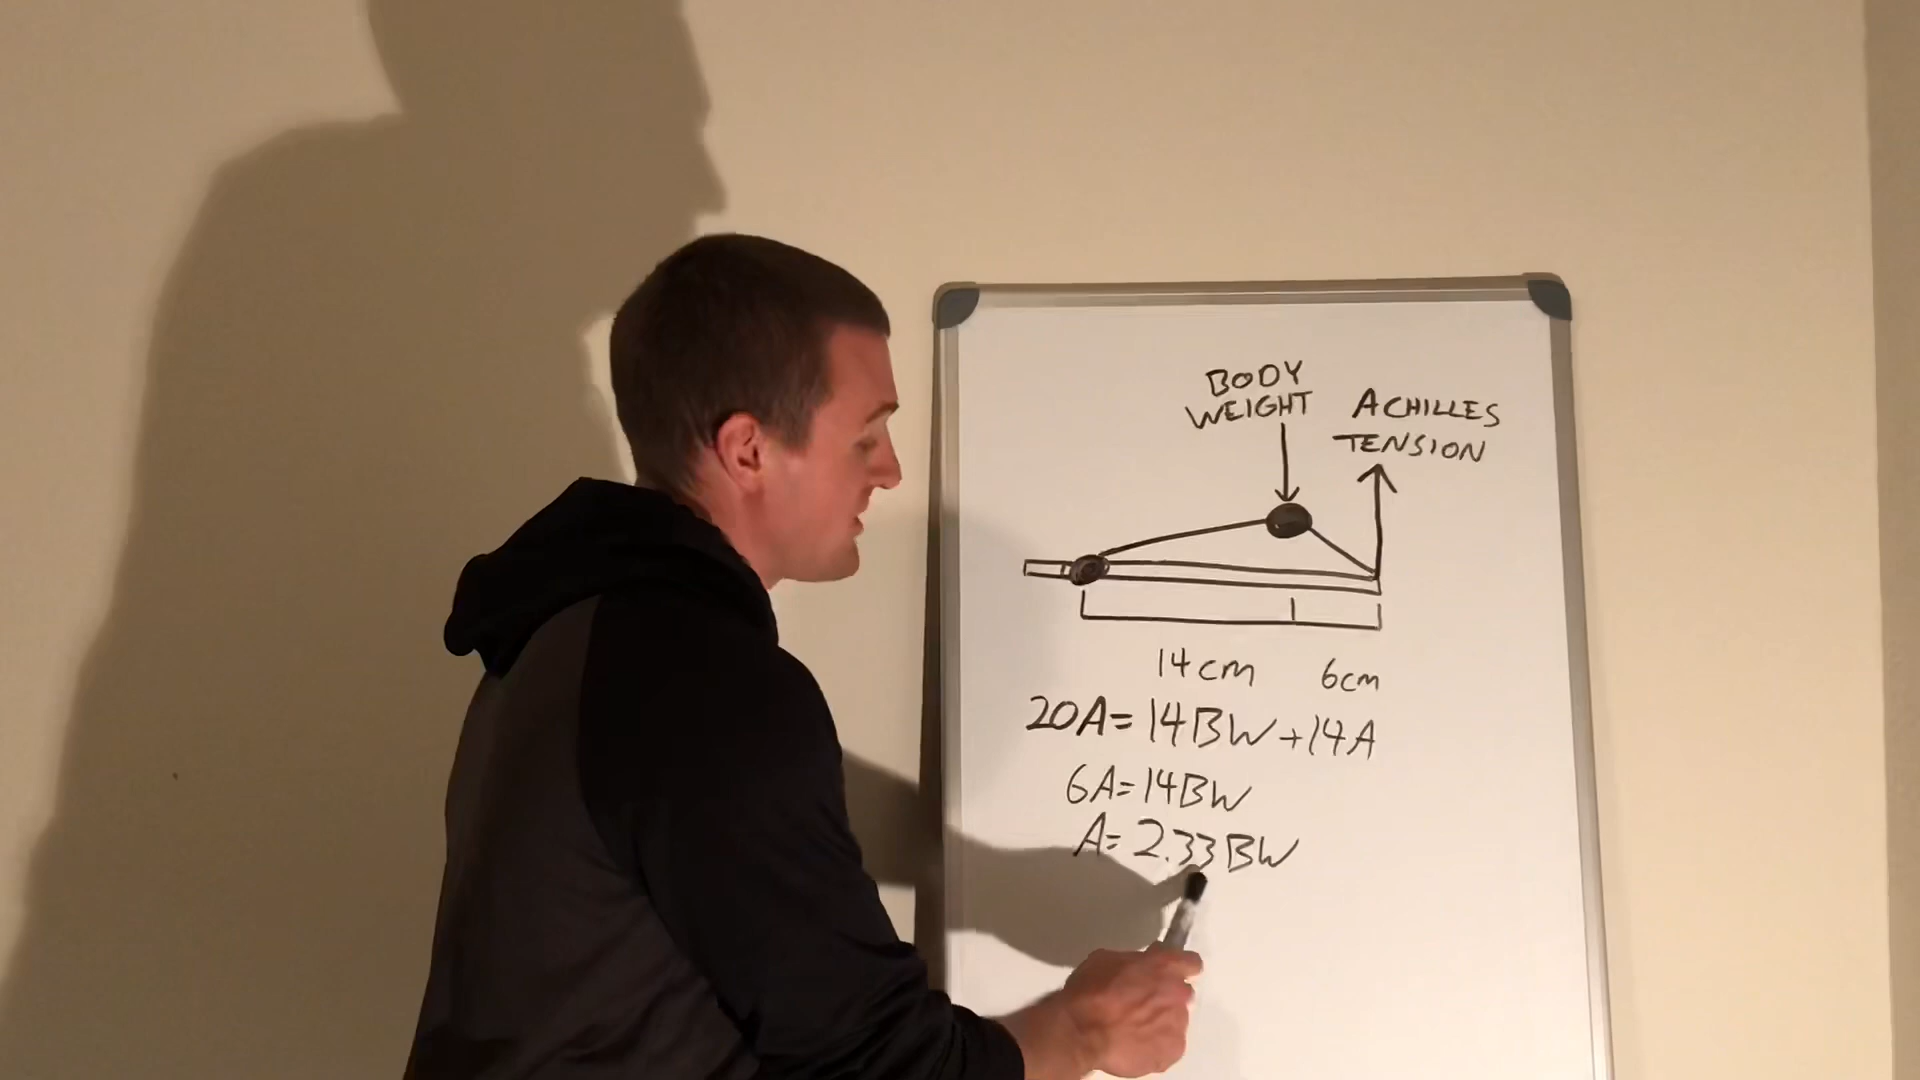 BODY
WEIGHT
ACHILLES
TENSION
14cm 6cm
20A=14BW+14A
6A=14BW
A=2.33BW